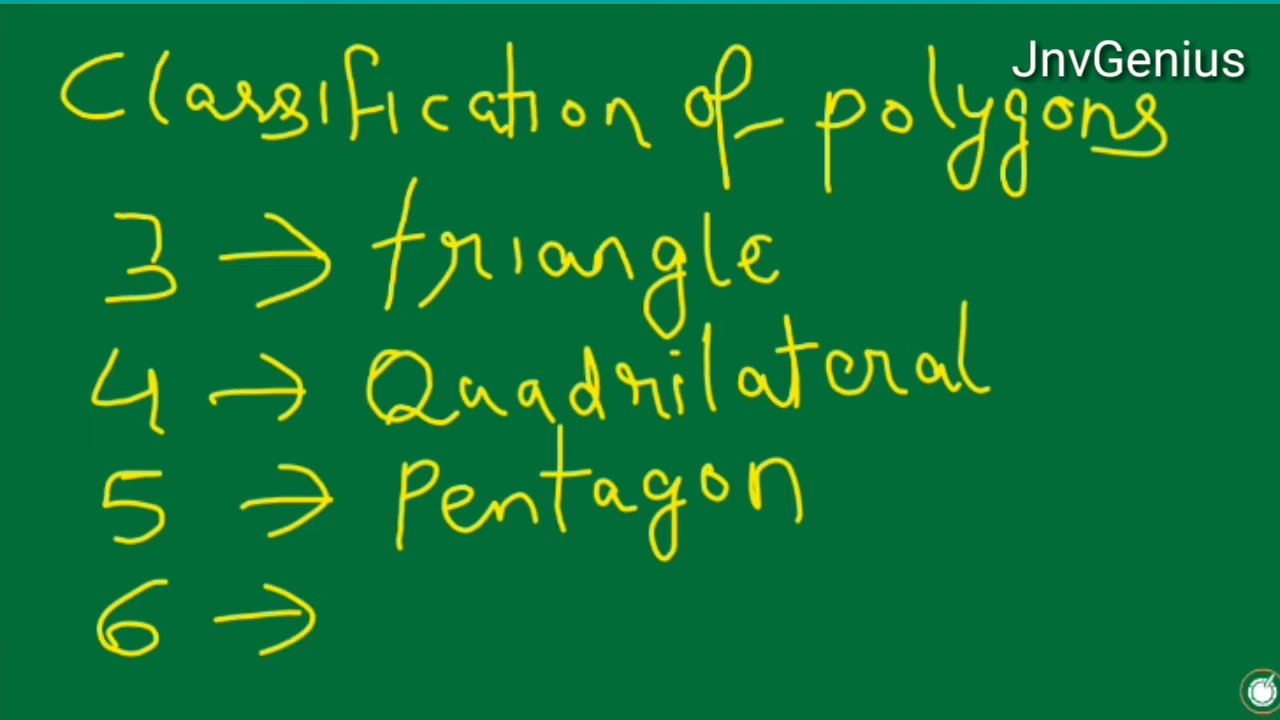 JnvGenius
Classification of polygons
3 → triangle
4 → Quadrilateral
5 → Pentagon
6 →